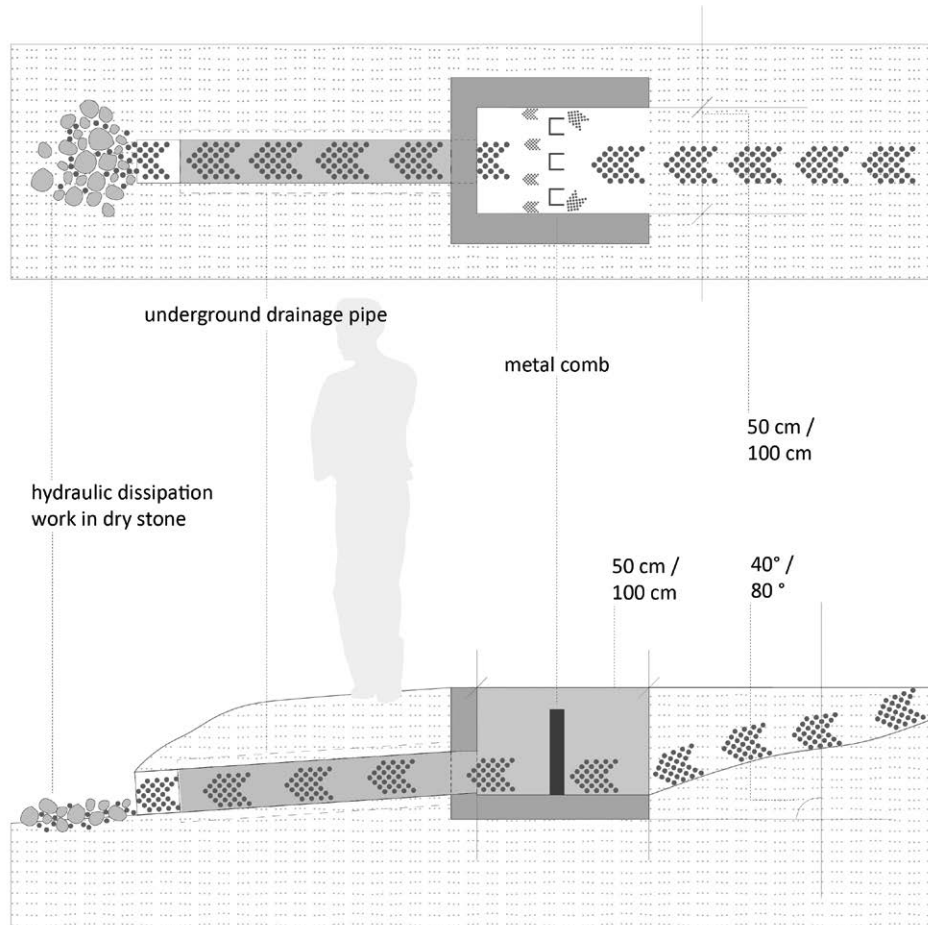 underground drainage pipe
metal comb
50 cm /
100 cm
hydraulic dissipation
work in dry stone
50 cm /
100 cm
40° /
80 °